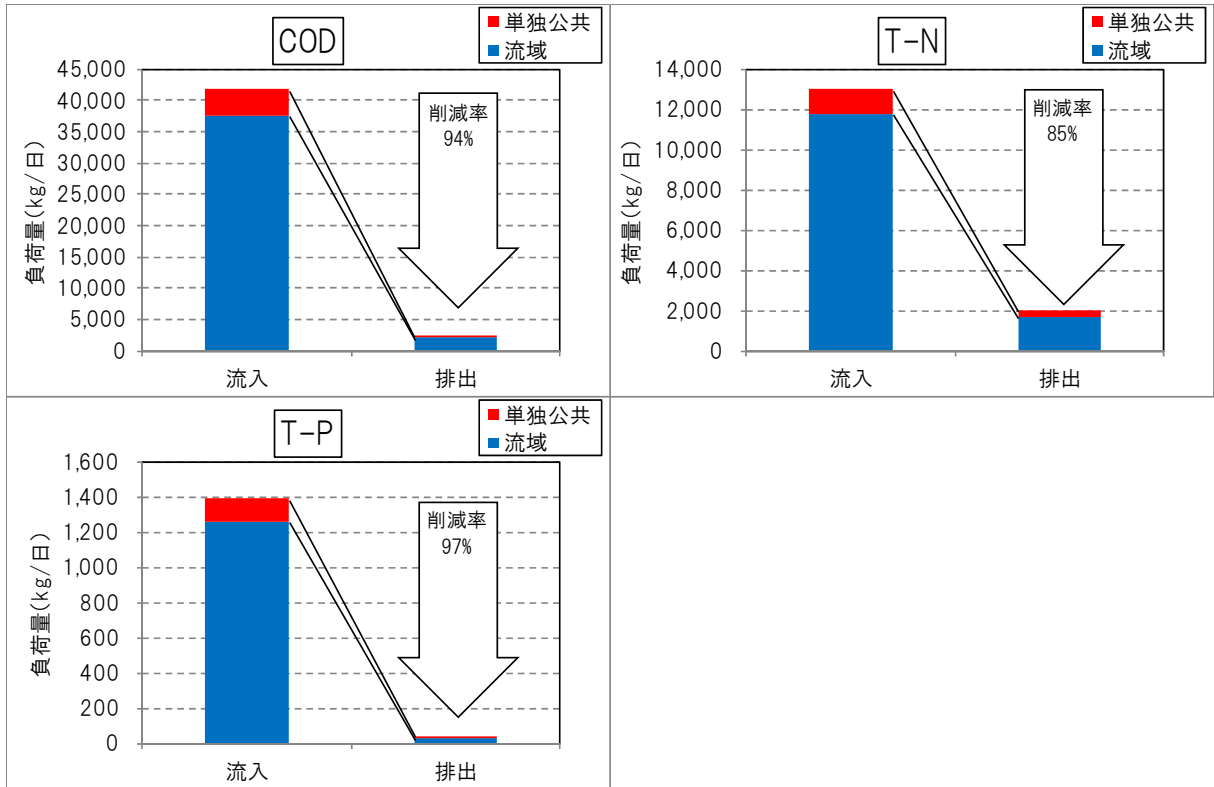 COD
単独公共
流域
負荷量(kg/日)
45,000
40,000
35,000
30,000
25,000
20,000
15,000
10,000
5,000
0
削減率
94%
流入
排出
T-N
単独公共
流域
負荷量(kg/日)
14,000
12,000
10,000
8,000
6,000
4,000
2,000
0
削減率
85%
流入
排出
T-P
単独公共
流域
負荷量(kg/日)
1,600
1,400
1,200
1,000
800
600
400
200
0
削減率
97%
流入
排出